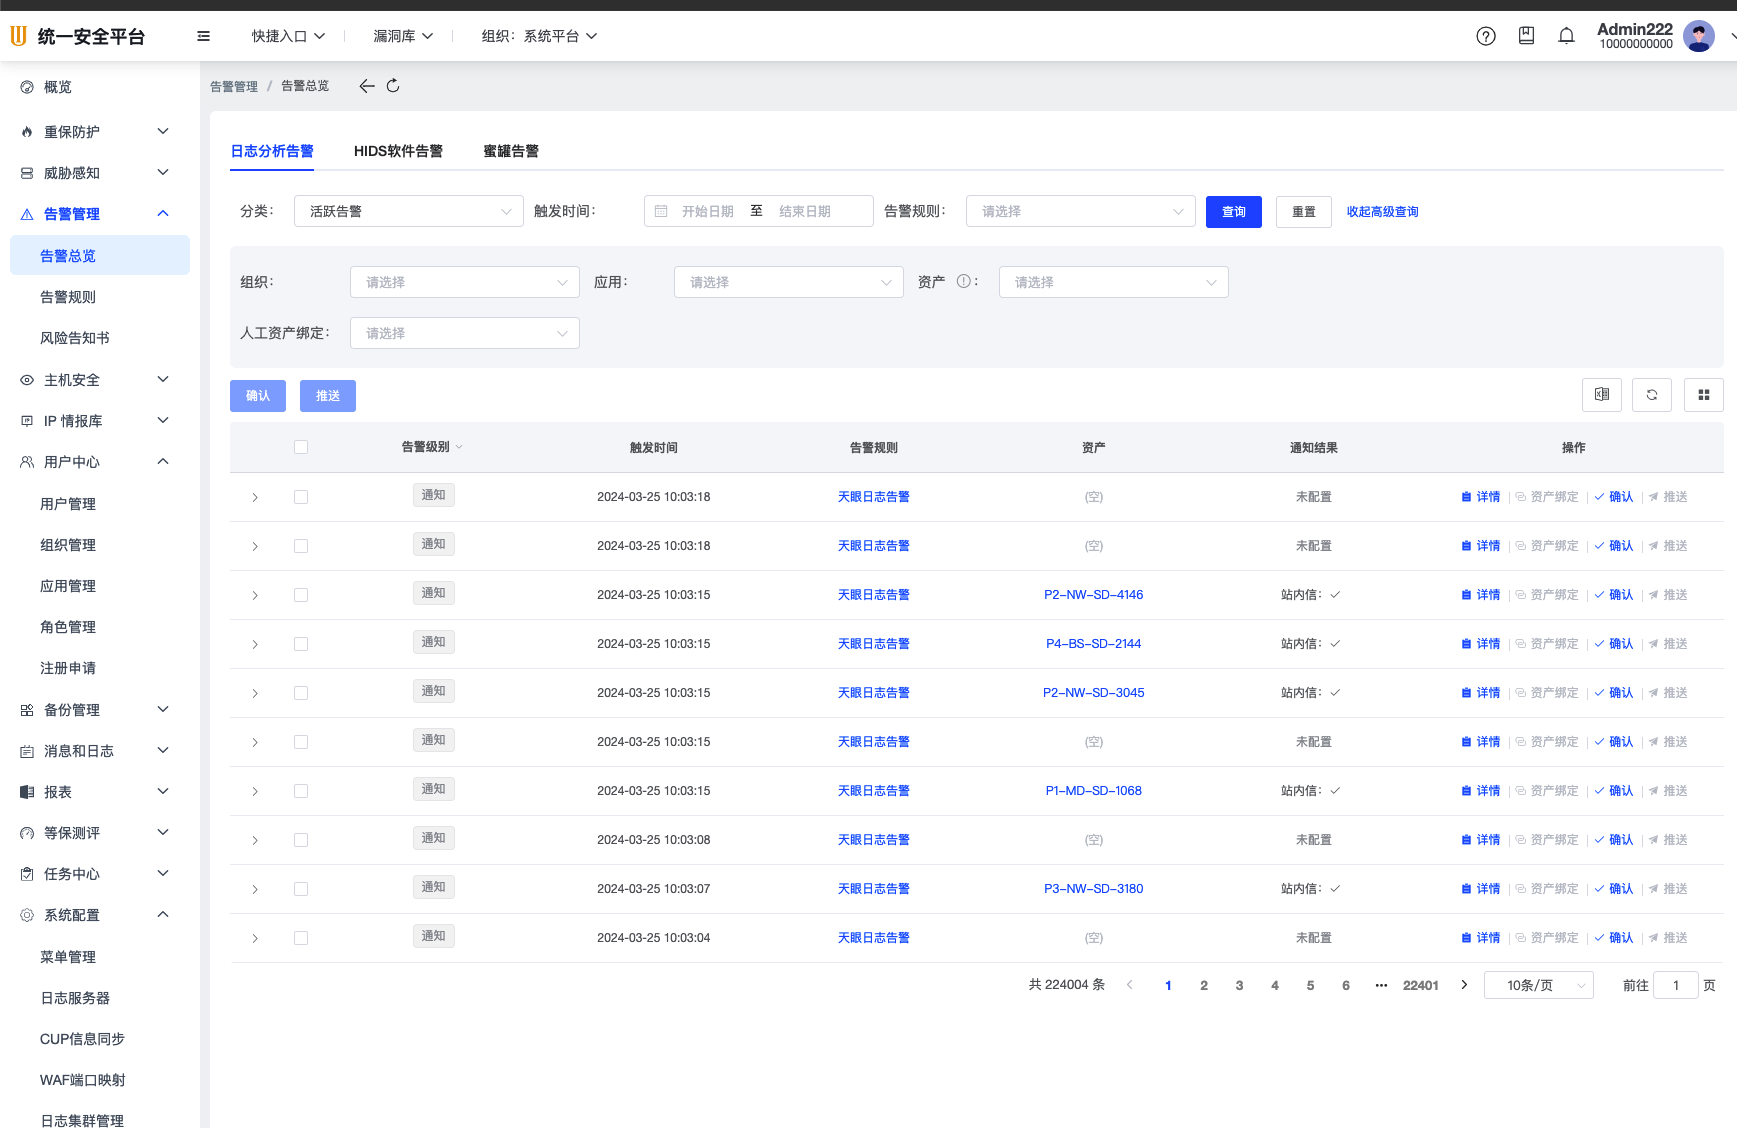 统一安全平台
快捷入口
漏洞库
组织：系统平台
Admin222
10000000000
概览
重保防护
威胁感知
告警管理
告警总览
告警规则
风险告知书
主机安全
IP 情报库
用户中心
用户管理
组织管理
应用管理
角色管理
注册申请
备份管理
消息和日志
报表
等保测评
任务中心
系统配置
菜单管理
日志服务器
CUP信息同步
WAF端口映射
日志集群管理
告警管理 / 告警总览
日志分析告警 HIDS软件告警 蜜罐告警
分类： 活跃告警 触发时间： 开始日期 至 结束日期 告警规则： 请选择 查询 重置 收起高级查询
组织： 请选择 应用： 请选择 资产 ： 请选择
人工资产绑定： 请选择
确认 推送
告警级别 触发时间 告警规则 资产 通知结果 操作
通知 2024-03-25 10:03:18 天眼日志告警 (空) 未配置 详情 资产绑定 确认 推送
通知 2024-03-25 10:03:18 天眼日志告警 (空) 未配置 详情 资产绑定 确认 推送
通知 2024-03-25 10:03:15 天眼日志告警 P2-NW-SD-4146 站内信：✓ 详情 资产绑定 确认 推送
通知 2024-03-25 10:03:15 天眼日志告警 P4-BS-SD-2144 站内信：✓ 详情 资产绑定 确认 推送
通知 2024-03-25 10:03:15 天眼日志告警 P2-NW-SD-3045 站内信：✓ 详情 资产绑定 确认 推送
通知 2024-03-25 10:03:15 天眼日志告警 (空) 未配置 详情 资产绑定 确认 推送
通知 2024-03-25 10:03:15 天眼日志告警 P1-MD-SD-1068 站内信：✓ 详情 资产绑定 确认 推送
通知 2024-03-25 10:03:08 天眼日志告警 (空) 未配置 详情 资产绑定 确认 推送
通知 2024-03-25 10:03:07 天眼日志告警 P3-NW-SD-3180 站内信：✓ 详情 资产绑定 确认 推送
通知 2024-03-25 10:03:04 天眼日志告警 (空) 未配置 详情 资产绑定 确认 推送
共 224004 条 1 2 3 4 5 6 ••• 22401 10条/页 前往 1 页